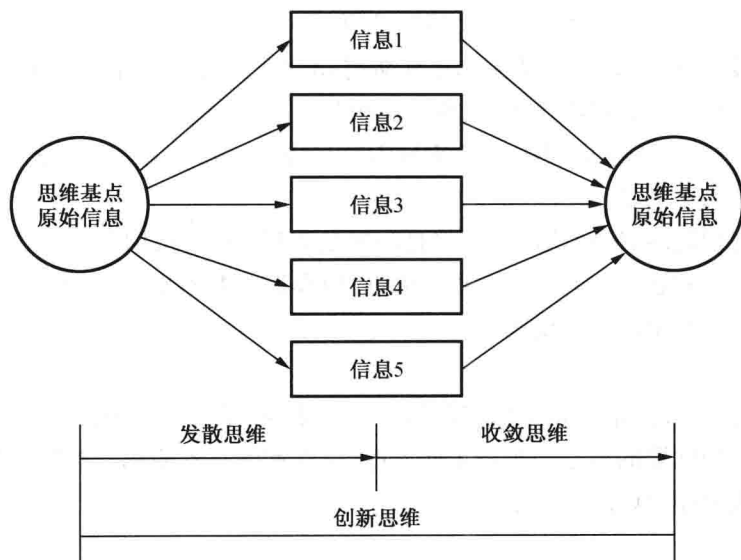 信息1
信息2
思维基点
原始信息
信息3
思维基点
原始信息
信息4
信息5
发散思维
收敛思维
创新思维